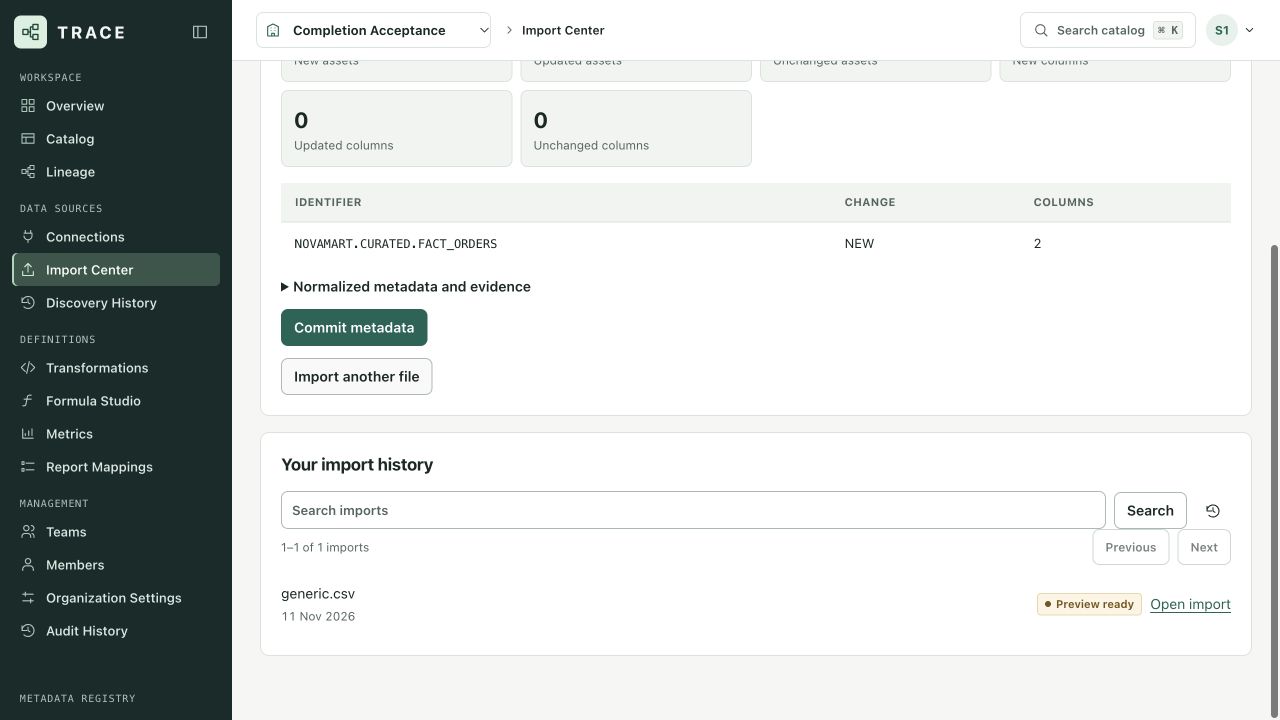 TRACE
WORKSPACE
Overview
Catalog
Lineage
DATA SOURCES
Connections
Import Center
Discovery History
DEFINITIONS
Transformations
Formula Studio
Metrics
Report Mappings
MANAGEMENT
Teams
Members
Organization Settings
Audit History
METADATA REGISTRY
Completion Acceptance
Import Center
Search catalog ⌘ K
S1
New assets
Updated assets
Unchanged assets
New columns
0
Updated columns
0
Unchanged columns
IDENTIFIER CHANGE COLUMNS
NOVAMART.CURATED.FACT_ORDERS NEW 2
Normalized metadata and evidence
Commit metadata
Import another file
Your import history
Search imports
Search
1–1 of 1 imports
Previous
Next
generic.csv
11 Nov 2026
Preview ready
Open import